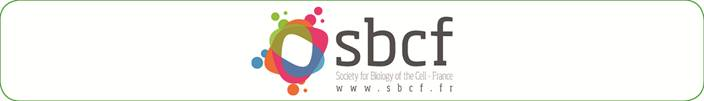 sbcf
Society for Biology of the Cell - France
www.sbcf.fr